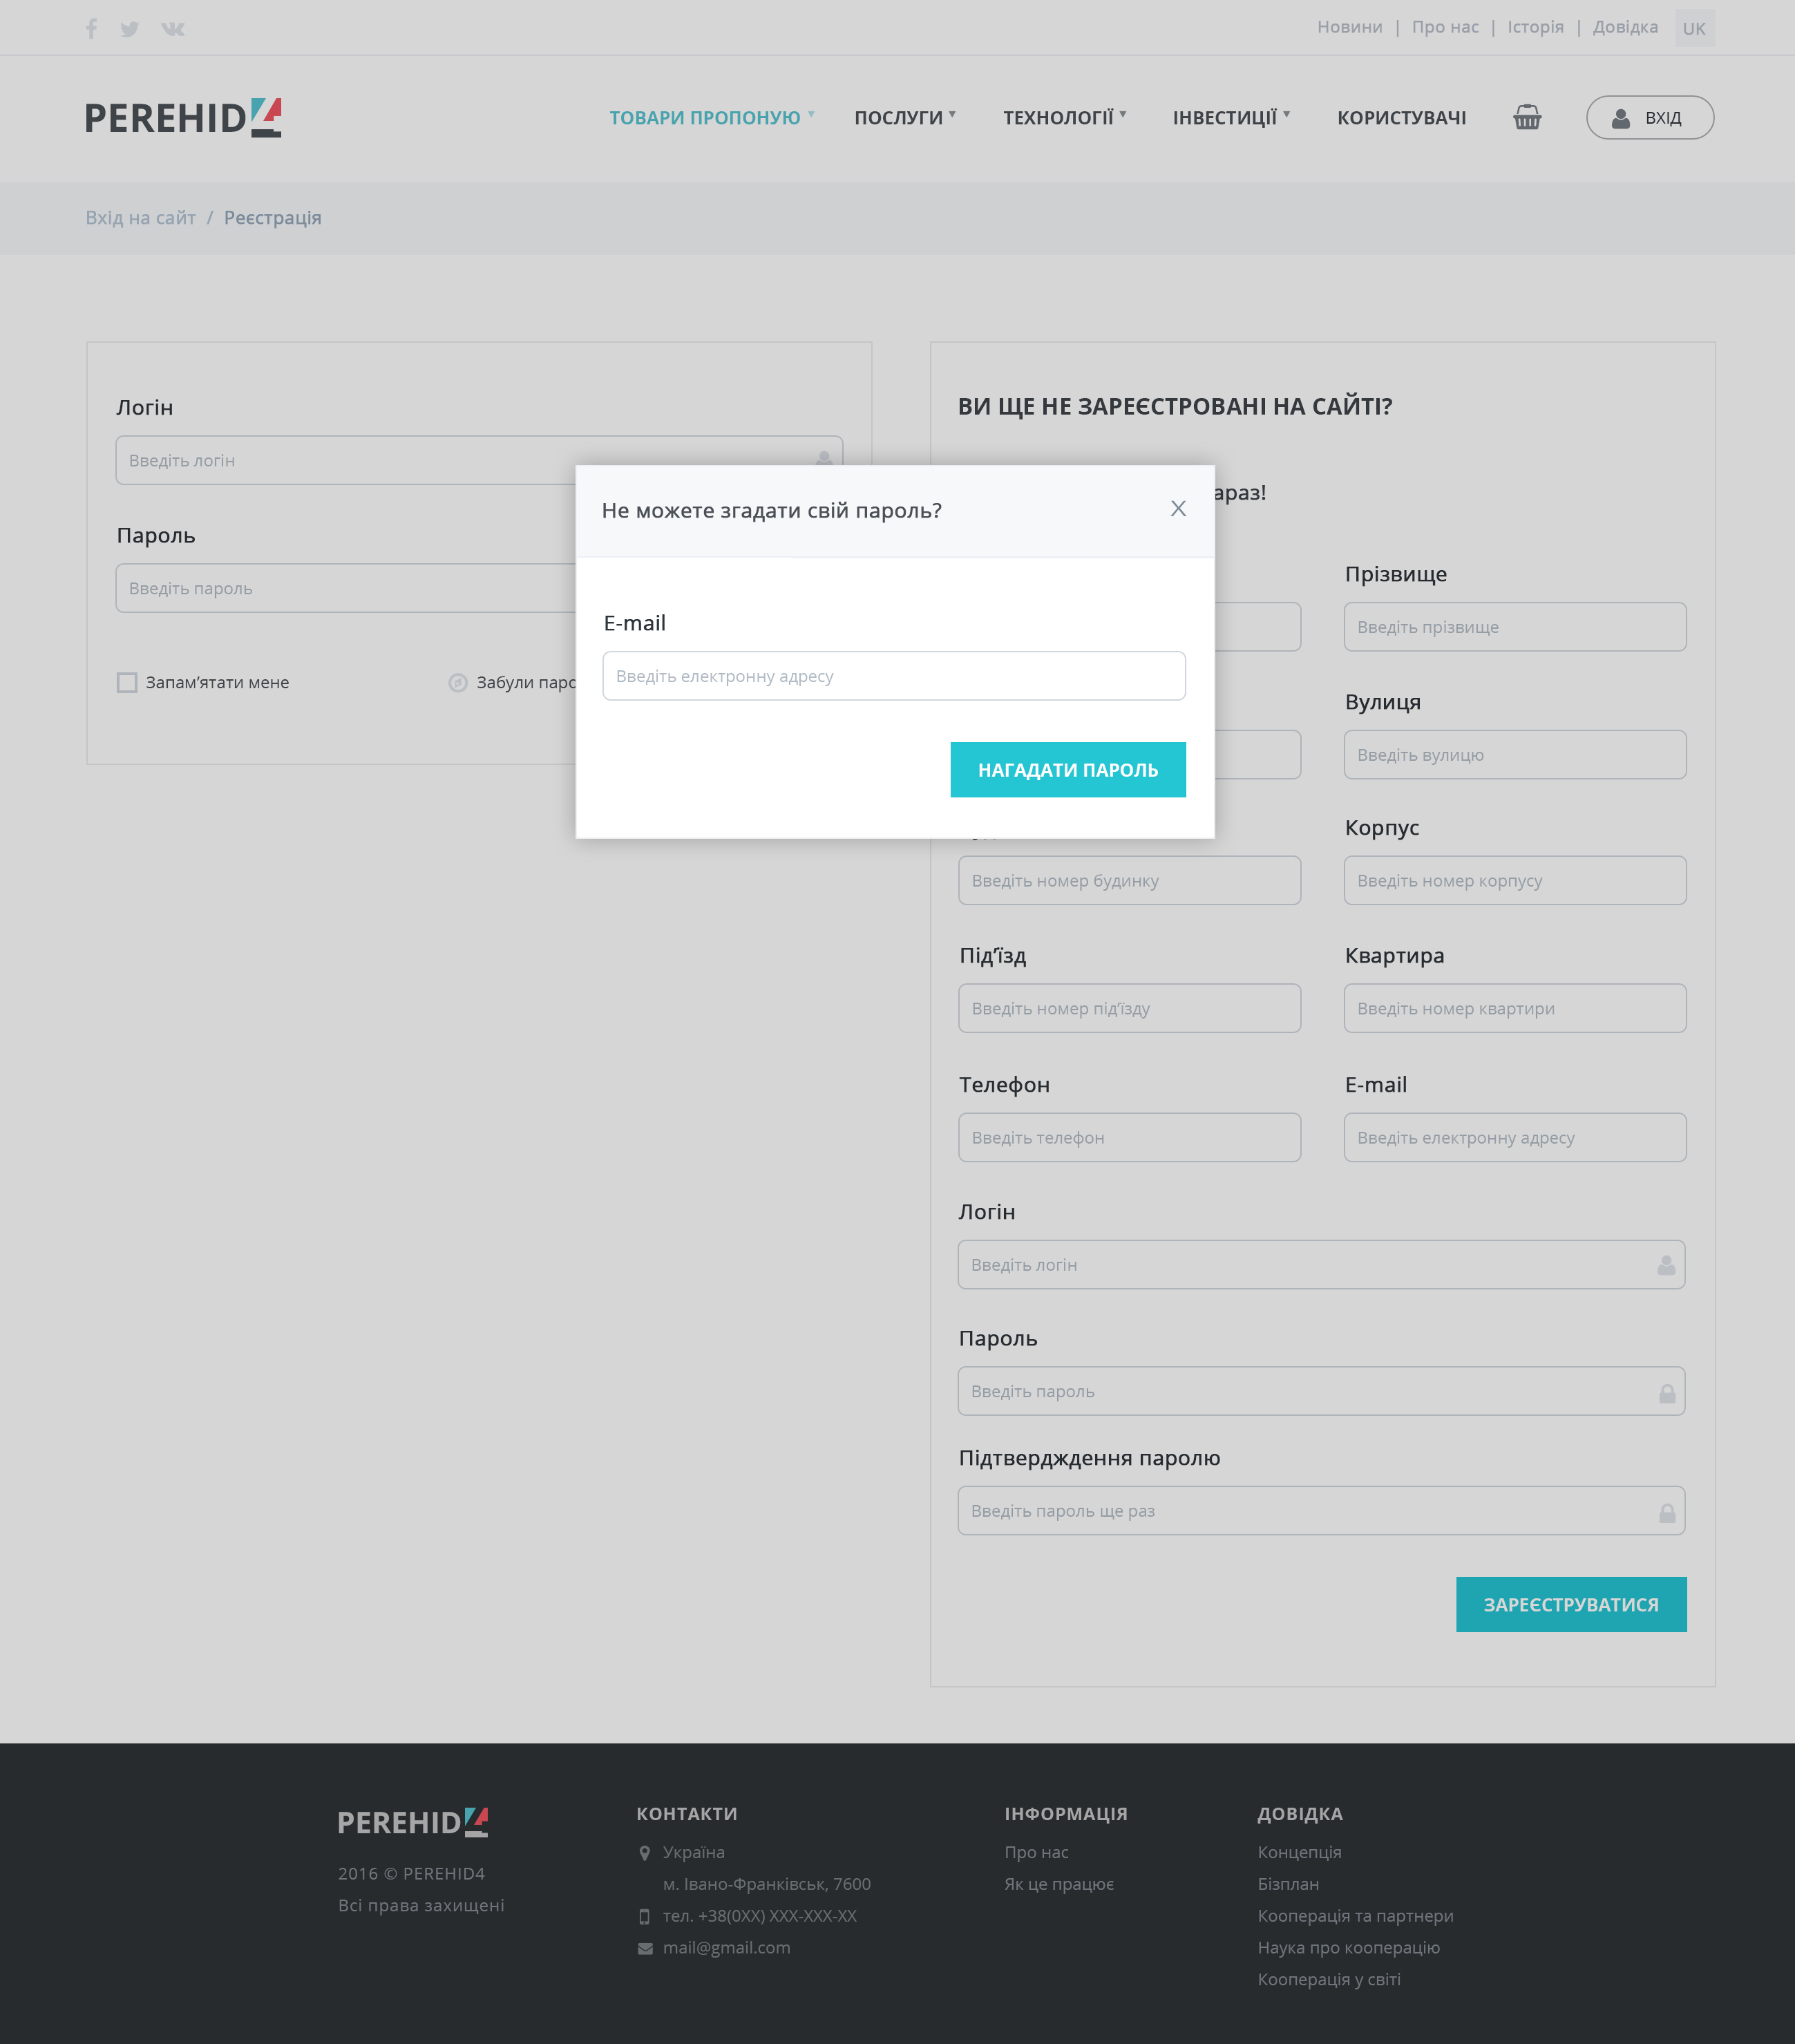 Новини | Про нас | Історія | Довідка UK
PEREHID4
ТОВАРИ ПРОПОНУЮ ПОСЛУГИ ТЕХНОЛОГІЇ ІНВЕСТИЦІЇ КОРИСТУВАЧІ ВХІД
Вхід на сайт / Реєстрація
Логін
Введіть логін
Пароль
Введіть пароль
Запам’ятати мене
Забули
Не можете згадати свій пароль? X
E-mail
Введіть електронну адресу
НАГАДАТИ ПАРОЛЬ
ВИ ЩЕ НЕ ЗАРЕЄСТРОВАНІ НА САЙТІ?
Прізвище
Введіть прізвище
Вулиця
Введіть вулицю
Корпус
Введіть номер будинку
Введіть номер корпусу
Під’їзд
Квартира
Введіть номер під’їзду
Введіть номер квартири
Телефон
E-mail
Введіть телефон
Введіть електронну адресу
Логін
Введіть логін
Пароль
Введіть пароль
Підтвердждення паролю
Введіть пароль ще раз
ЗАРЕЄСТРУВАТИСЯ
PEREHID4
2016 © PEREHID4
Всі права захищені
КОНТАКТИ
Україна
м. Івано-Франківськ, 7600
тел. +38(0XX) XXX-XXX-XX
mail@gmail.com
ІНФОРМАЦІЯ
Про нас
Як це працює
ДОВІДКА
Концепція
Бізплан
Кооперація та партнери
Наука про кооперацію
Кооперація у світі